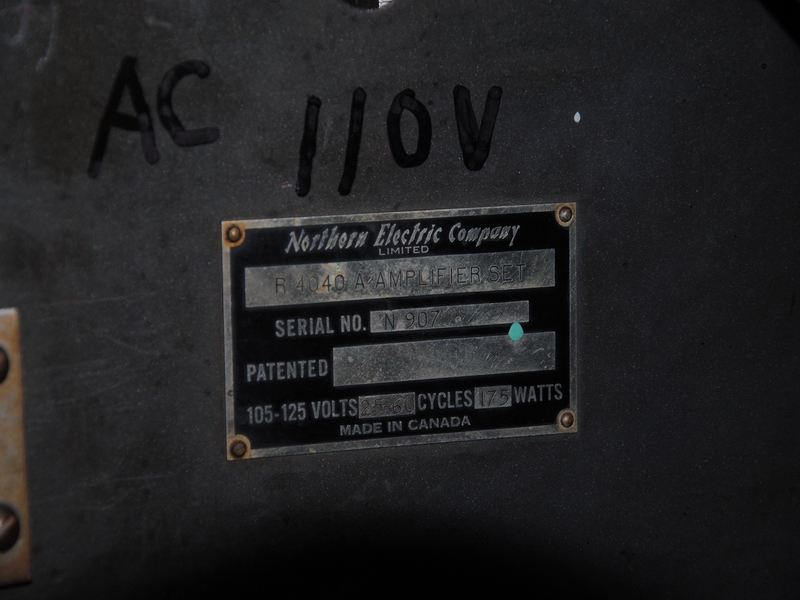 AC 110V
Northern Electric Company
LIMITED
R 4040 A AMPLIFIER SET
SERIAL NO. N 907
PATENTED
105-125 VOLTS CYCLES 175 WATTS
MADE IN CANADA